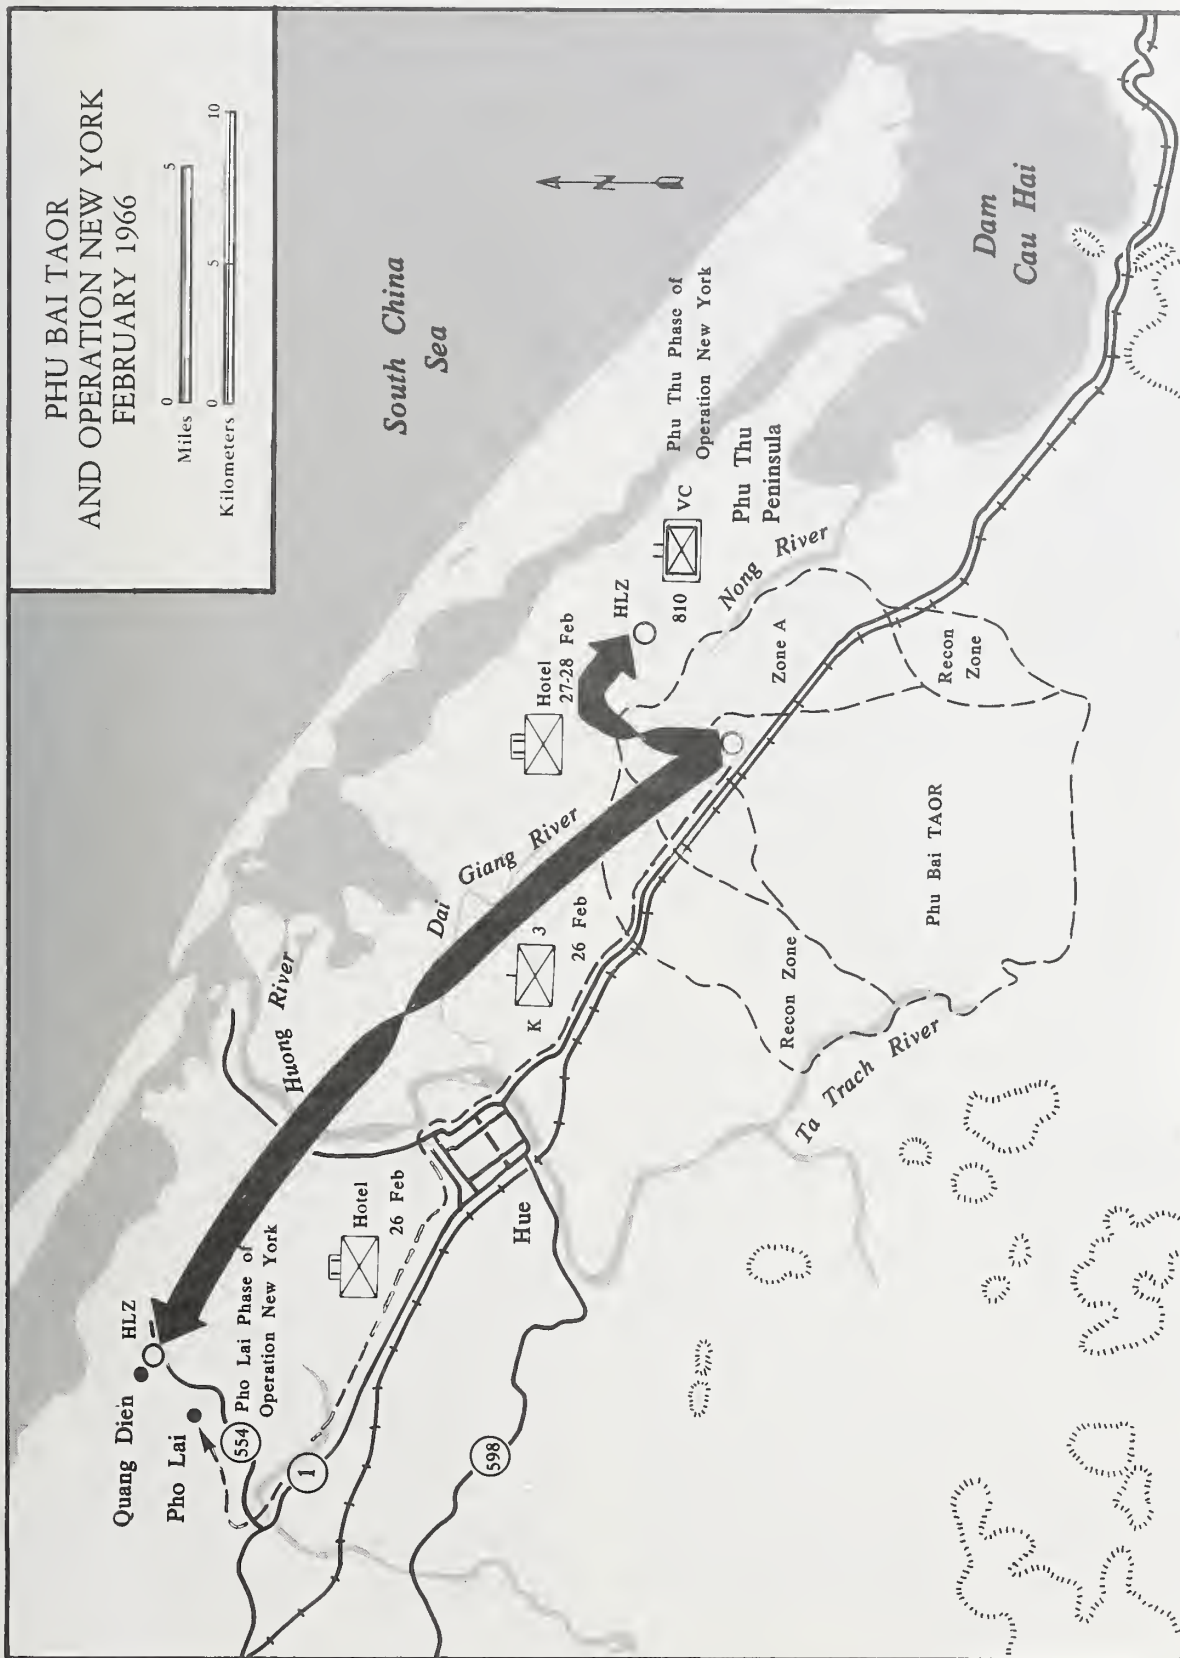 PHU BAI TAOR
AND OPERATION NEW YORK
FEBRUARY 1966
0 5
Miles
0 5 10
Kilometers
South China
Sea
N
Dam
Cau Hai
Quang Dien
HLZ
Pho Lai
554
Pho Lai Phase of
Operation New York
1
598
Hotel
26 Feb
Hue
Huong River
Dai Giang River
K 3
26 Feb
Hotel
27-28 Feb
HLZ
810 VC
Phu Thu Phase of
Operation New York
Phu Thu
Peninsula
Nong River
Zone A
Recon
Zone
Recon Zone
Phu Bai TAOR
Ta Trach River